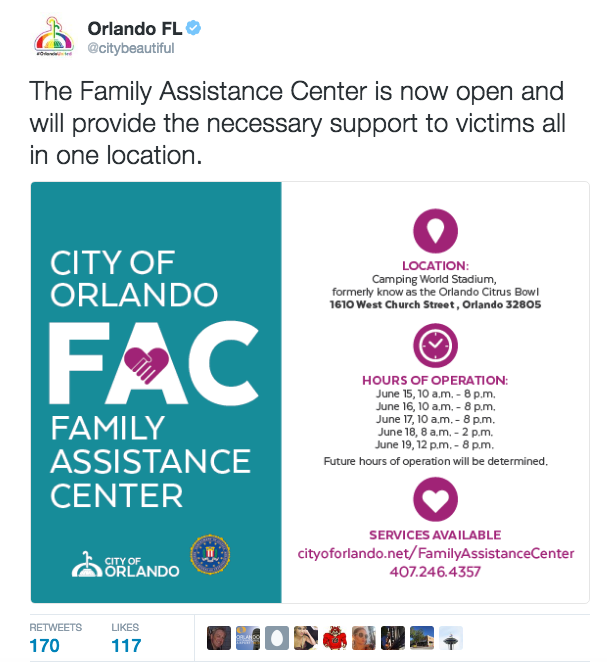 Orlando FL
@citybeautiful
The Family Assistance Center is now open and
will provide the necessary support to victims all
in one location.
CITY OF
ORLANDO
FAC
FAMILY
ASSISTANCE
CENTER
CITY OF
ORLANDO
LOCATION:
Camping World Stadium,
formerly know as the Orlando Citrus Bowl
1610 West Church Street, Orlando 32805
HOURS OF OPERATION:
June 15, 10 a.m. - 8 p.m.
June 16, 10 a.m. - 8 p.m.
June 17, 10 a.m. - 8 p.m.
June 18, 8 a.m. - 2 p.m.
June 19, 12 p.m. - 8 p.m.
Future hours of operation will be determined.
SERVICES AVAILABLE
cityoforlando.net/FamilyAssistanceCenter
407.246.4357
RETWEETS
170
LIKES
117